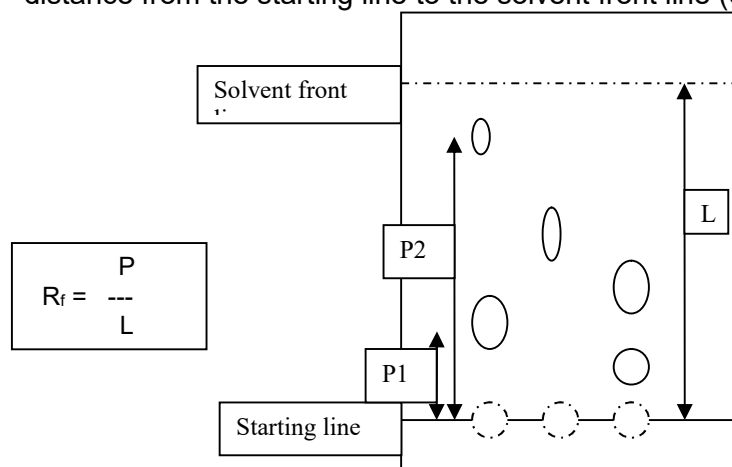 distance from the starting line to the solvent front line
Solvent front
L
P2
P
Rf = ---
L
P1
Starting line